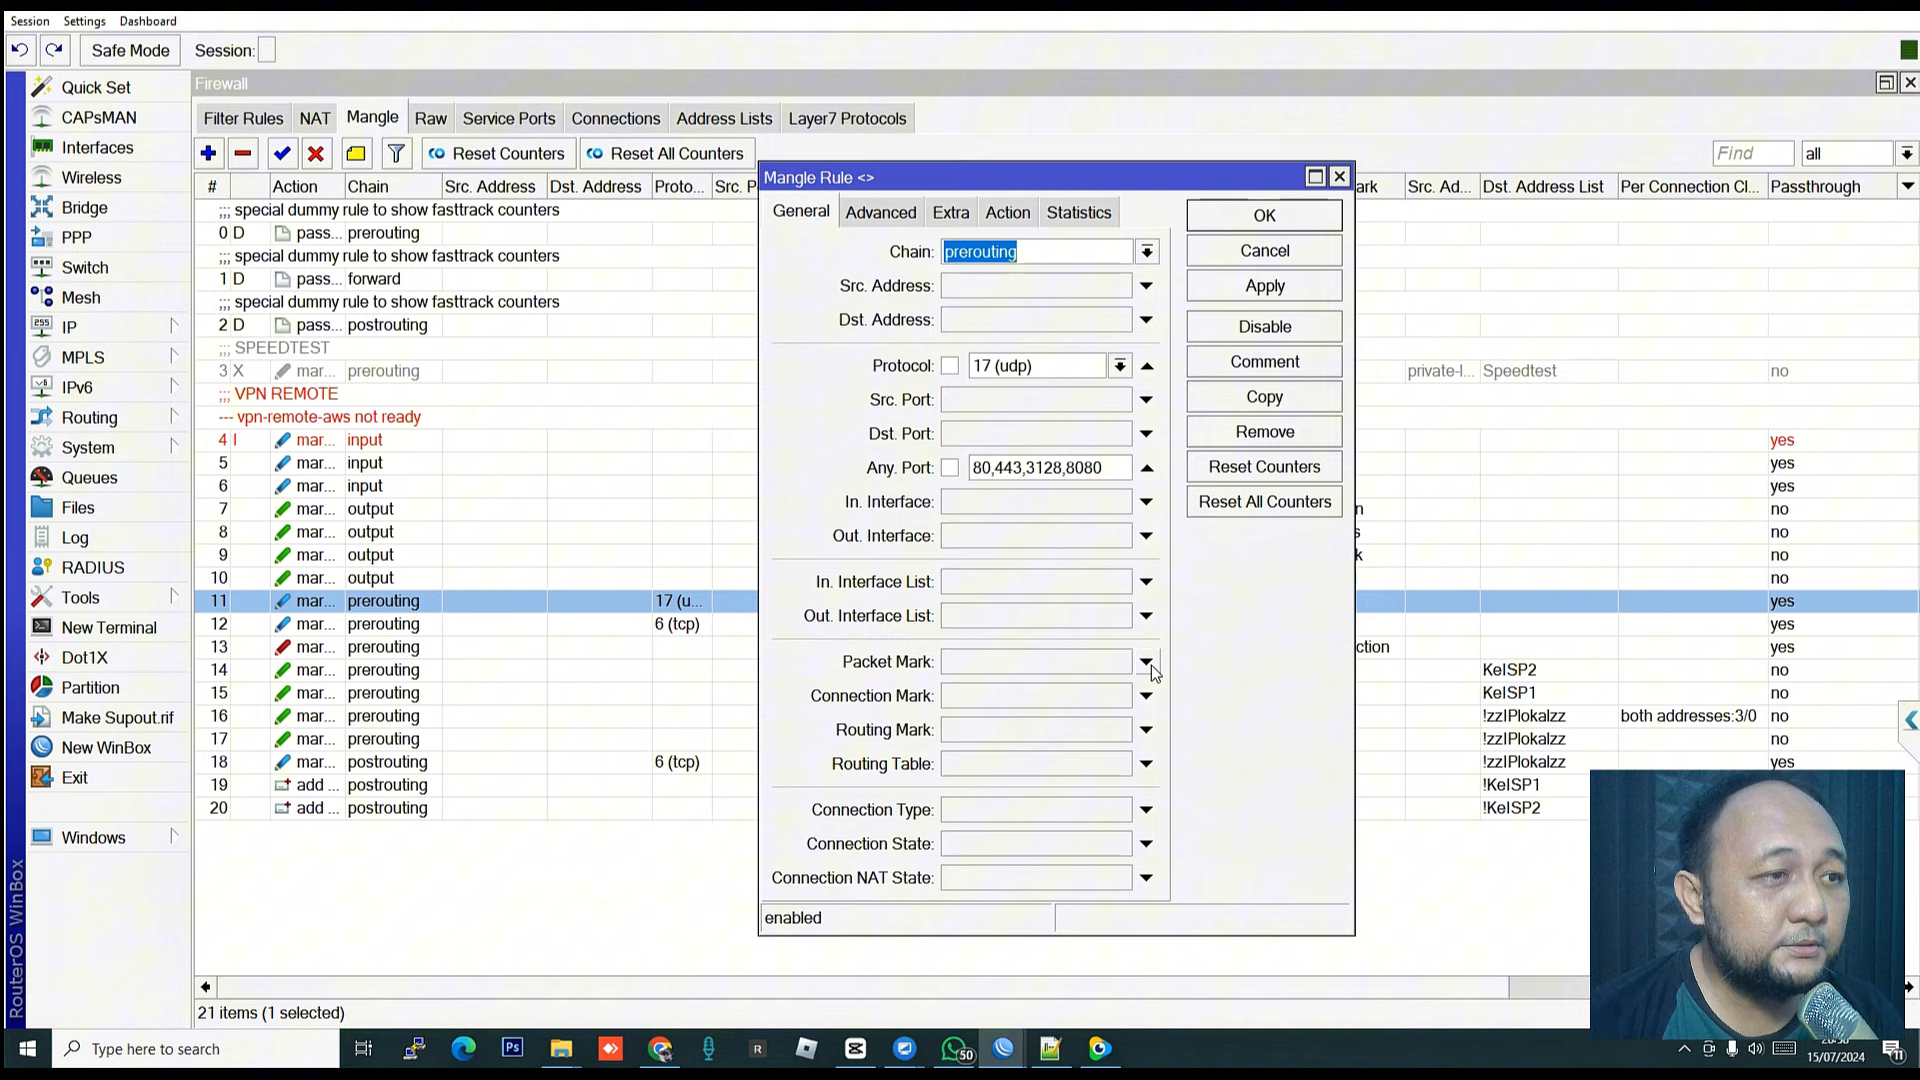 Session Settings Dashboard
Safe Mode Session:
Firewall
Quick Set
CAPsMAN
Interfaces
Wireless
Bridge
PPP
Switch
Mesh
IP
MPLS
IPv6
Routing
System
Queues
Files
Log
RADIUS
Tools
New Terminal
Dot1X
Partition
Make Supout.rif
New WinBox
Exit
Windows
RouterOS WinBox
Filter Rules NAT Mangle Raw Service Ports Connections Address Lists Layer7 Protocols
Reset Counters Reset All Counters
Find all
# Action Chain Src. Address Dst. Address Proto... Src. P ark Src. Ad... Dst. Address List Per Connection Cl... Passthrough
;;; special dummy rule to show fasttrack counters
0 D pass... prerouting
;;; special dummy rule to show fasttrack counters
1 D pass... forward
;;; special dummy rule to show fasttrack counters
2 D pass... postrouting
;;; SPEEDTEST
3 X mar... prerouting private-l... Speedtest no
;;; VPN REMOTE
--- vpn-remote-aws not ready
4 I mar... input yes
5 mar... input yes
6 mar... input yes
7 mar... output n no
8 mar... output s no
9 mar... output k no
10 mar... output no
11 mar... prerouting 17 (u... yes
12 mar... prerouting 6 (tcp) yes
13 mar... prerouting ction yes
14 mar... prerouting KeISP2 no
15 mar... prerouting KeISP1 no
16 mar... prerouting !zzIPlokalzz both addresses:3/0 no
17 mar... prerouting !zzIPlokalzz no
18 mar... postrouting 6 (tcp) !zzIPlokalzz yes
19 add ... postrouting !KeISP1
20 add ... postrouting !KeISP2
21 items (1 selected)
Mangle Rule <>
General Advanced Extra Action Statistics
Chain: prerouting
Src. Address:
Dst. Address:
Protocol: 17 (udp)
Src. Port:
Dst. Port:
Any. Port: 80,443,3128,8080
In. Interface:
Out. Interface:
In. Interface List:
Out. Interface List:
Packet Mark:
Connection Mark:
Routing Mark:
Routing Table:
Connection Type:
Connection State:
Connection NAT State:
enabled
OK
Cancel
Apply
Disable
Comment
Copy
Remove
Reset Counters
Reset All Counters
Type here to search
Ps
R
50
15/07/2024
11